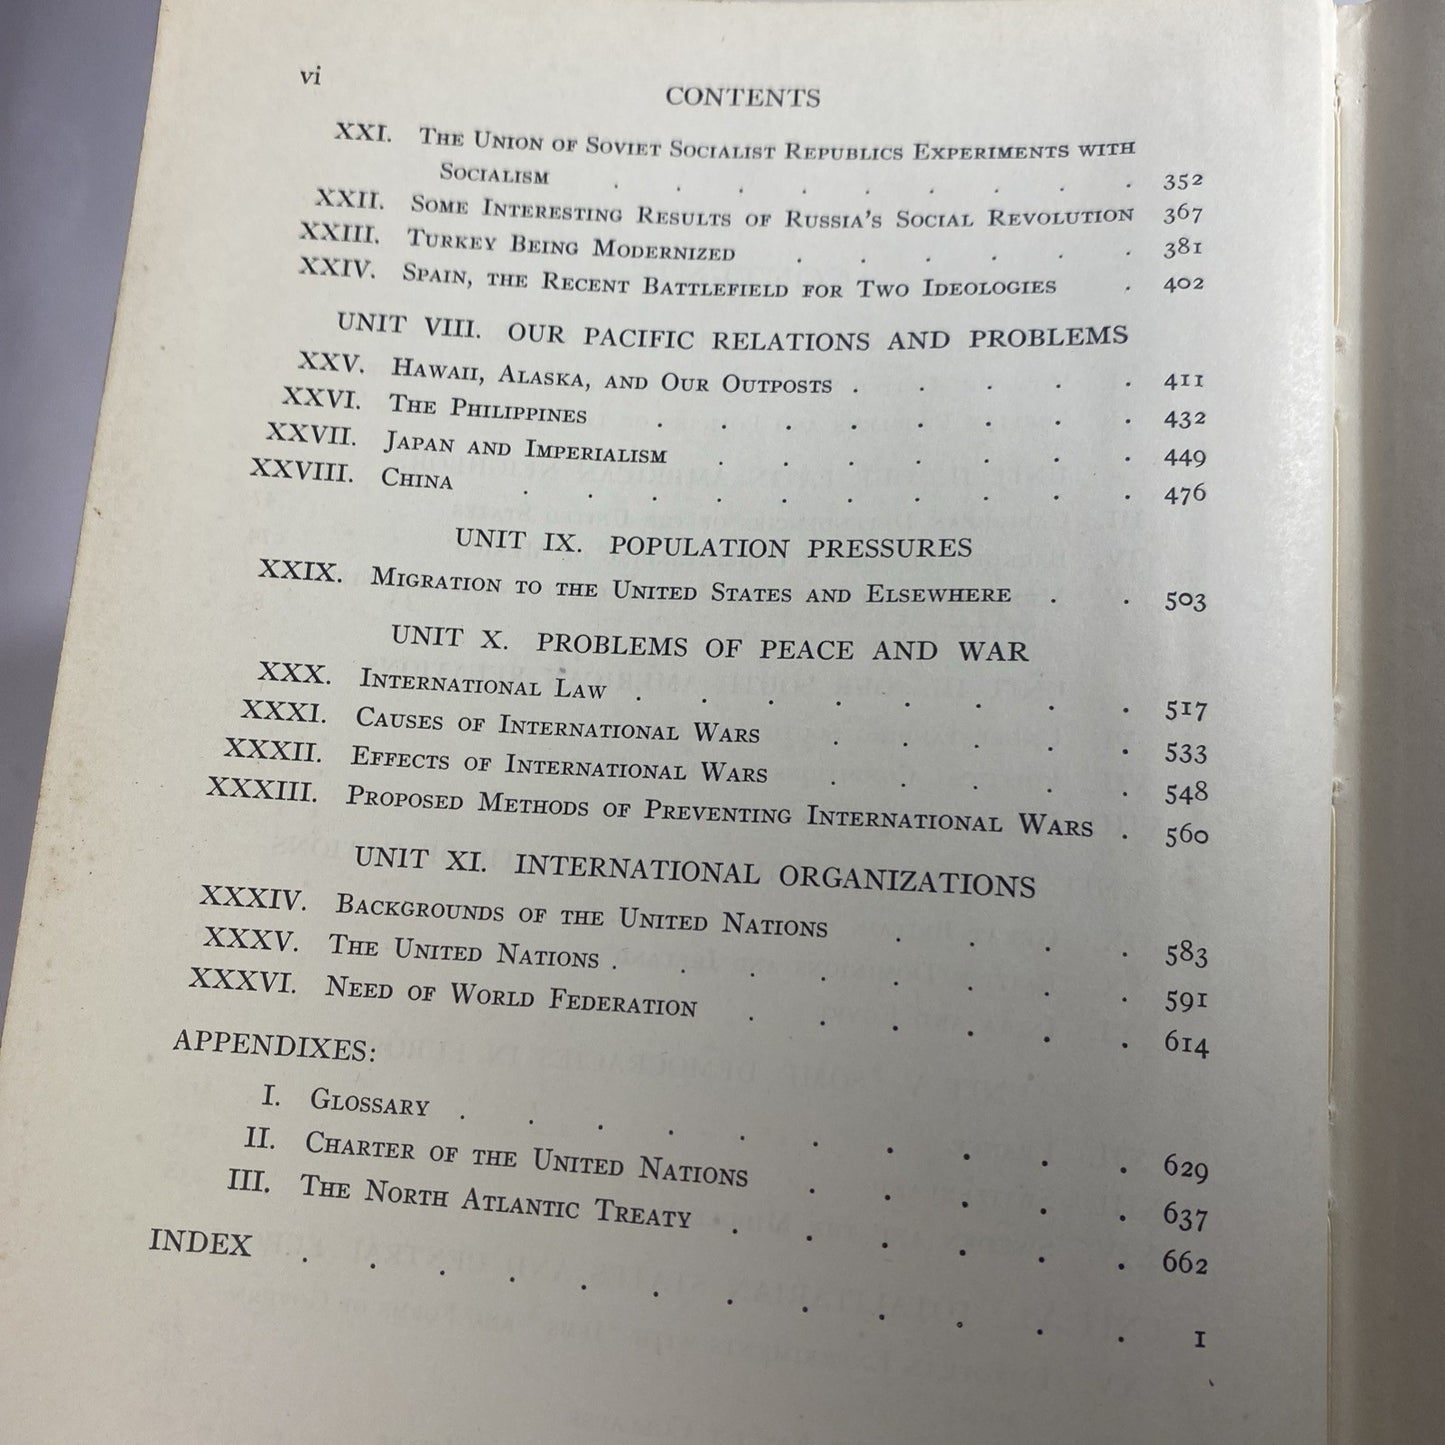 vi
CONTENTS
XXI. The Union of Soviet Socialist Republics Experiments with
Socialism . . . . . . . . . 352
XXII. Some Interesting Results of Russia's Social Revolution 367
XXIII. Turkey Being Modernized . . . . . . 381
XXIV. Spain, the Recent Battlefield for Two Ideologies . 402
UNIT VIII. OUR PACIFIC RELATIONS AND PROBLEMS
XXV. Hawaii, Alaska, and Our Outposts . . . . . 411
XXVI. The Philippines . . . . . . . . 432
XXVII. Japan and Imperialism . . . . . . . 449
XXVIII. China . . . . . . . . . . 476
UNIT IX. POPULATION PRESSURES
XXIX. Migration to the United States and Elsewhere . . 503
UNIT X. PROBLEMS OF PEACE AND WAR
XXX. International Law . . . . . . . . 517
XXXI. Causes of International Wars . . . . . 533
XXXII. Effects of International Wars . . . . . 548
XXXIII. Proposed Methods of Preventing International Wars . 560
UNIT XI. INTERNATIONAL ORGANIZATIONS
XXXIV. Backgrounds of the United Nations . . . . 583
XXXV. The United Nations . . . . . . . . 591
XXXVI. Need of World Federation . . . . . . 614
APPENDIXES:
I. Glossary . . . . . . . . . . 629
II. Charter of the United Nations . . . . . 637
III. The North Atlantic Treaty . . . . . . 662
INDEX . . . . . . . . . . . . 1